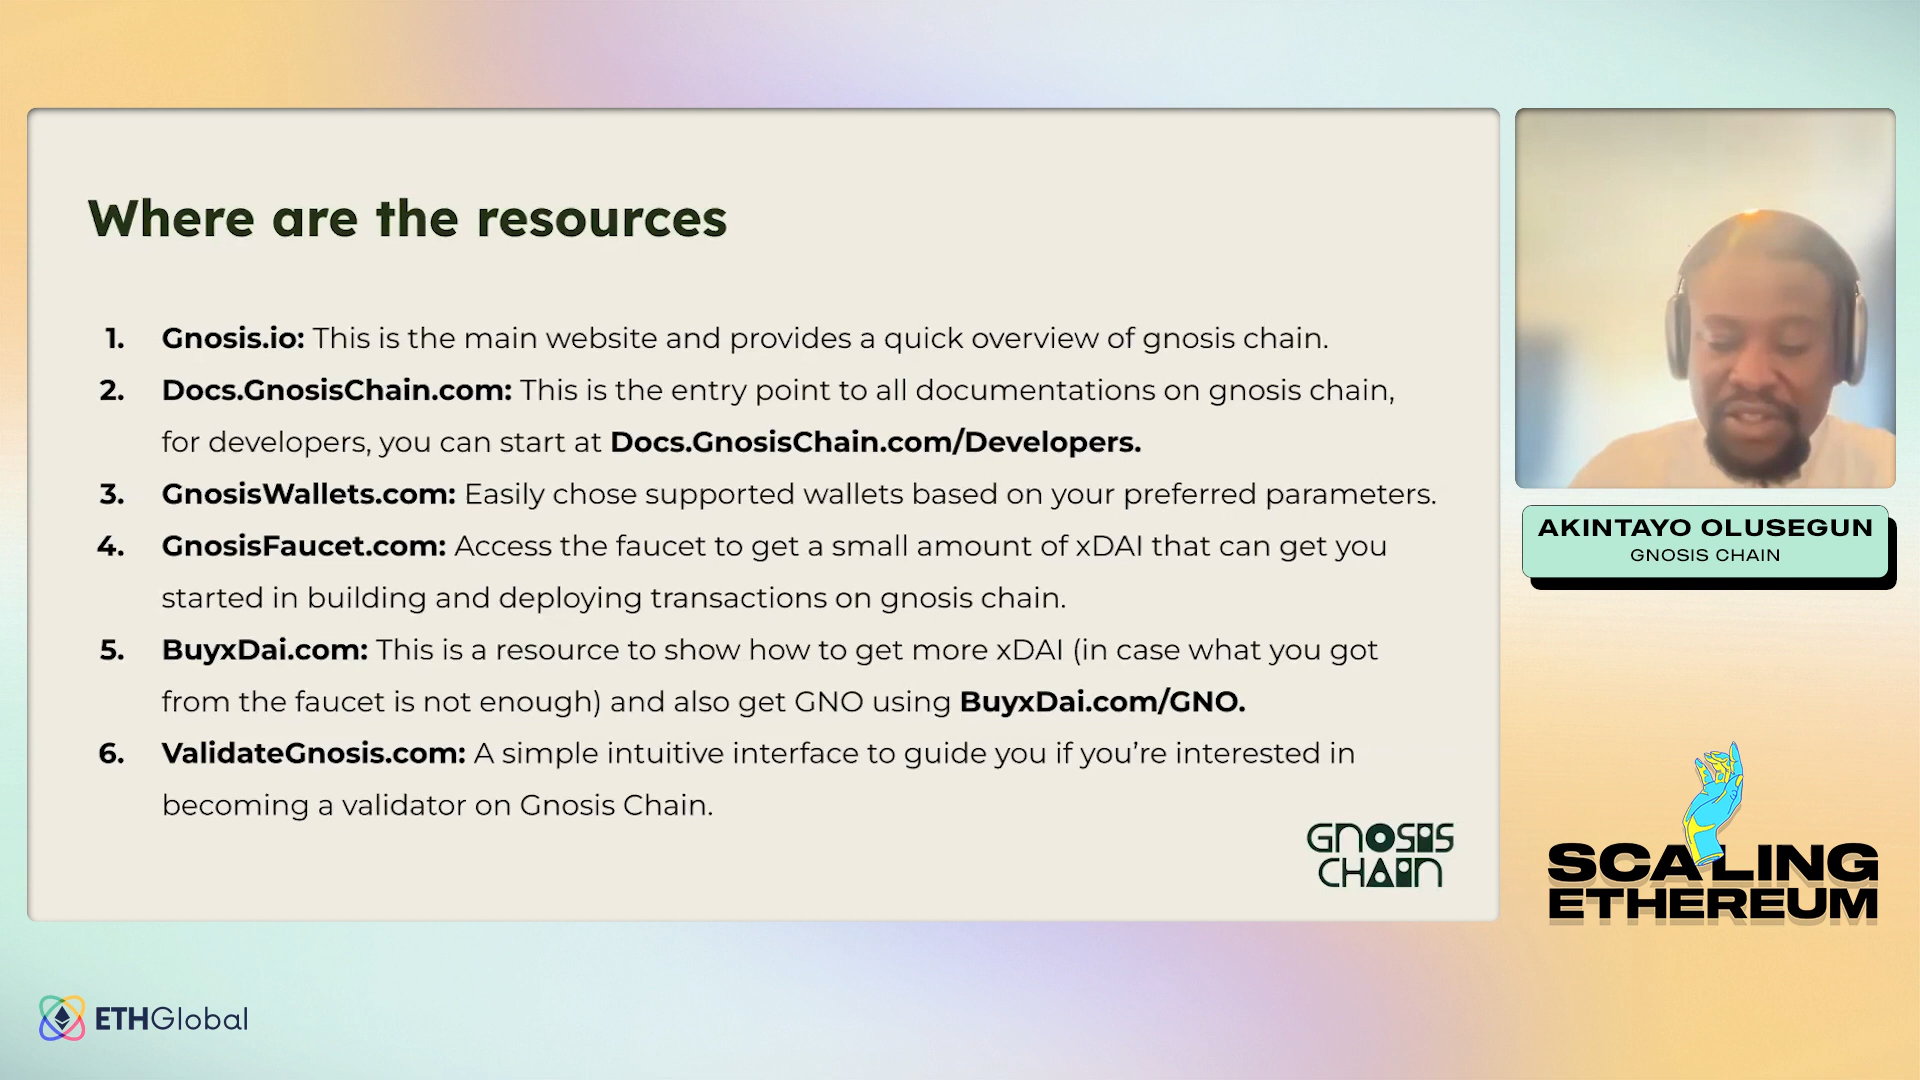 Where are the resources
1. Gnosis.io: This is the main website and provides a quick overview of gnosis chain.
2. Docs.GnosisChain.com: This is the entry point to all documentations on gnosis chain,
for developers, you can start at Docs.GnosisChain.com/Developers.
3. GnosisWallets.com: Easily chose supported wallets based on your preferred parameters.
4. GnosisFaucet.com: Access the faucet to get a small amount of xDAI that can get you
started in building and deploying transactions on gnosis chain.
5. BuyxDai.com: This is a resource to show how to get more xDAI (in case what you got
from the faucet is not enough) and also get GNO using BuyxDai.com/GNO.
6. ValidateGnosis.com: A simple intuitive interface to guide you if you’re interested in
becoming a validator on Gnosis Chain.
GNOSIS
CHAIN
AKINTAYO OLUSEGUN
GNOSIS CHAIN
SCALING
ETHEREUM
ETHGlobal